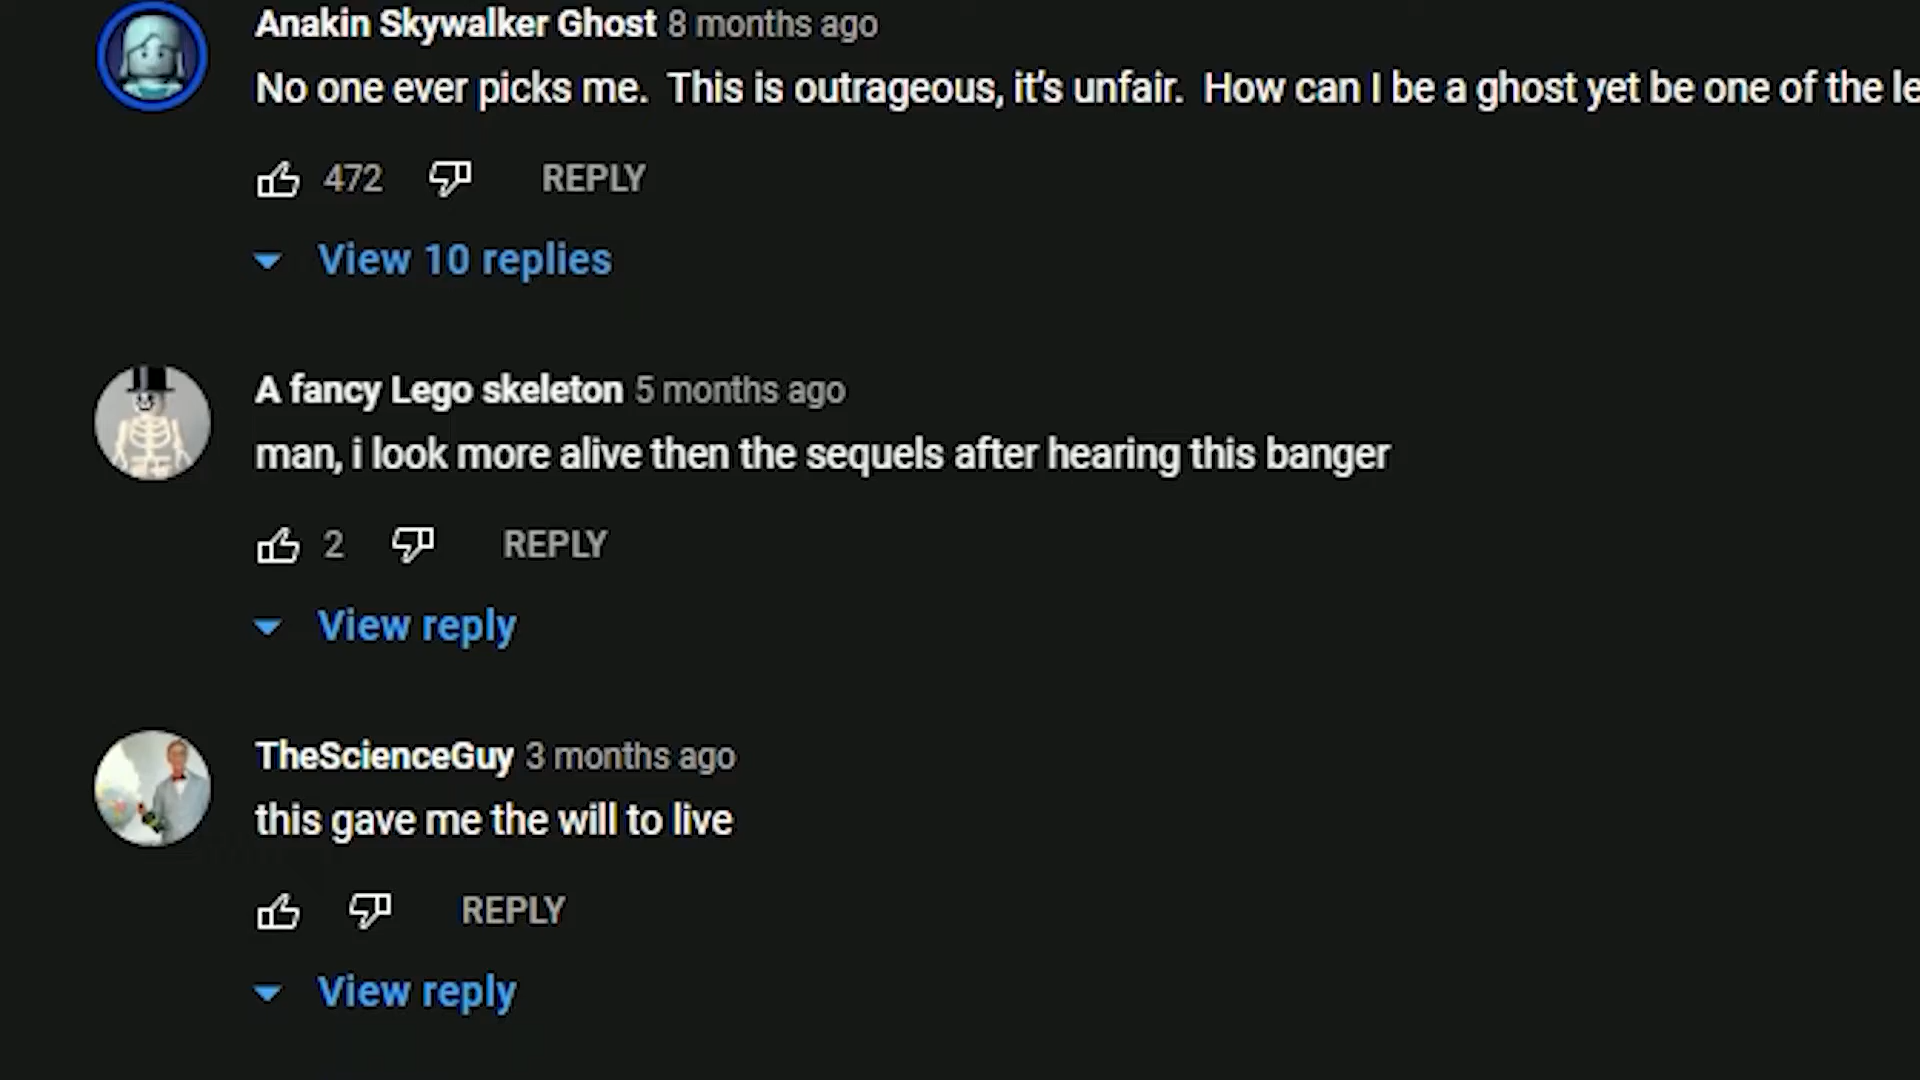 Anakin Skywalker Ghost 8 months ago
No one ever picks me. This is outrageous, it's unfair. How can I be a ghost yet be one of the
472 REPLY
View 10 replies
A fancy Lego skeleton 5 months ago
man, i look more alive then the sequels after hearing this banger
2 REPLY
View reply
TheScienceGuy 3 months ago
this gave me the will to live
REPLY
View reply